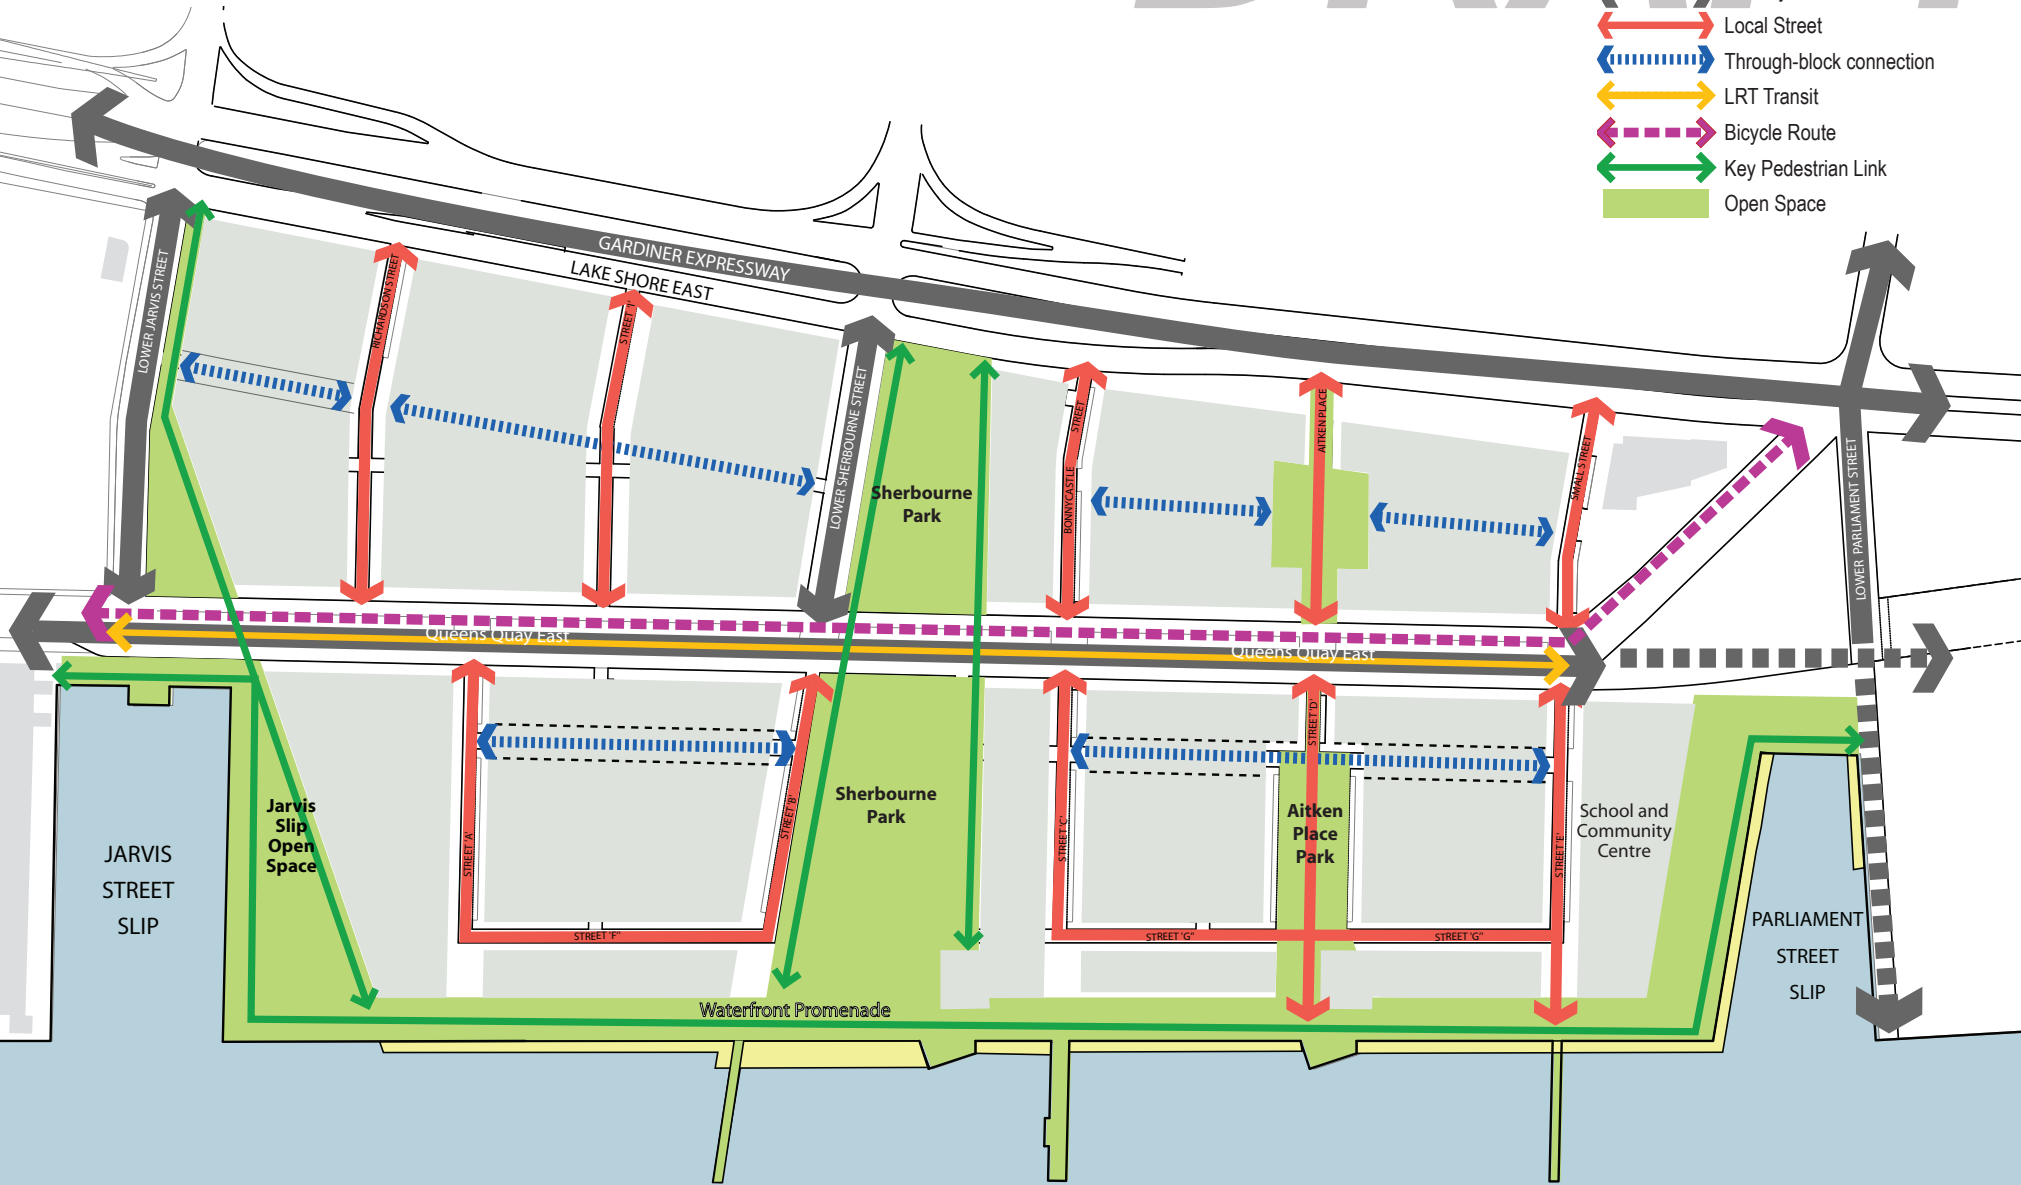 Local Street
Through-block connection
LRT Transit
Bicycle Route
Key Pedestrian Link
Open Space
GARDINER EXPRESSWAY
LAKE SHORE EAST
LOWER JARVIS STREET
RICHARDSON STREET
LOWER SHERBOURNE STREET
Sherbourne
Park
BONNYCASTLE STREET
AITKEN PLACE
SMALL STREET
LOWER PARLIAMENT STREET
Queens Quay East
Queens Quay East
STREET 'A'
STREET 'B'
STREET 'C'
STREET 'D'
STREET 'E'
STREET 'F'
STREET 'G'
STREET 'G'
Jarvis
Slip
Open
Space
Sherbourne
Park
Aitken
Place
Park
School and
Community
Centre
JARVIS
STREET
SLIP
PARLIAMENT
STREET
SLIP
Waterfront Promenade